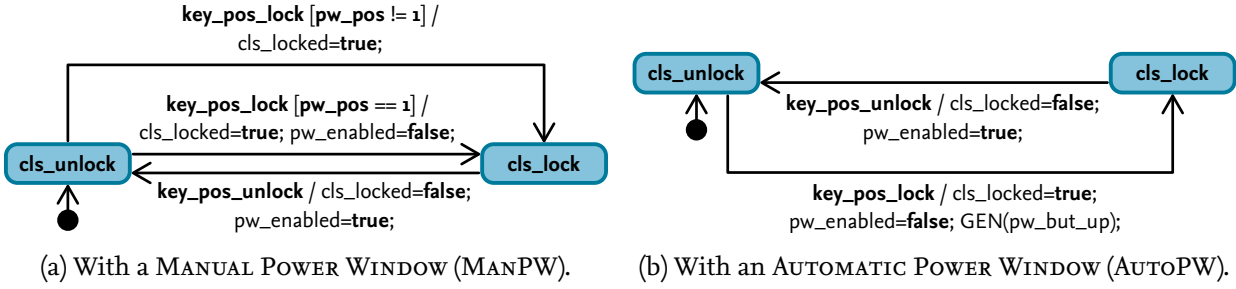 key_pos_lock [pw_pos != 1] /
cls_locked=true;
key_pos_lock [pw_pos == 1] /
cls_locked=true; pw_enabled=false;
cls_unlock
cls_lock
key_pos_unlock / cls_locked=false;
pw_enabled=true;
(a) With a Manual Power Window (ManPW).
cls_unlock
cls_lock
key_pos_unlock / cls_locked=false;
pw_enabled=true;
key_pos_lock / cls_locked=true;
pw_enabled=false; GEN(pw_but_up);
(b) With an Automatic Power Window (AutoPW).